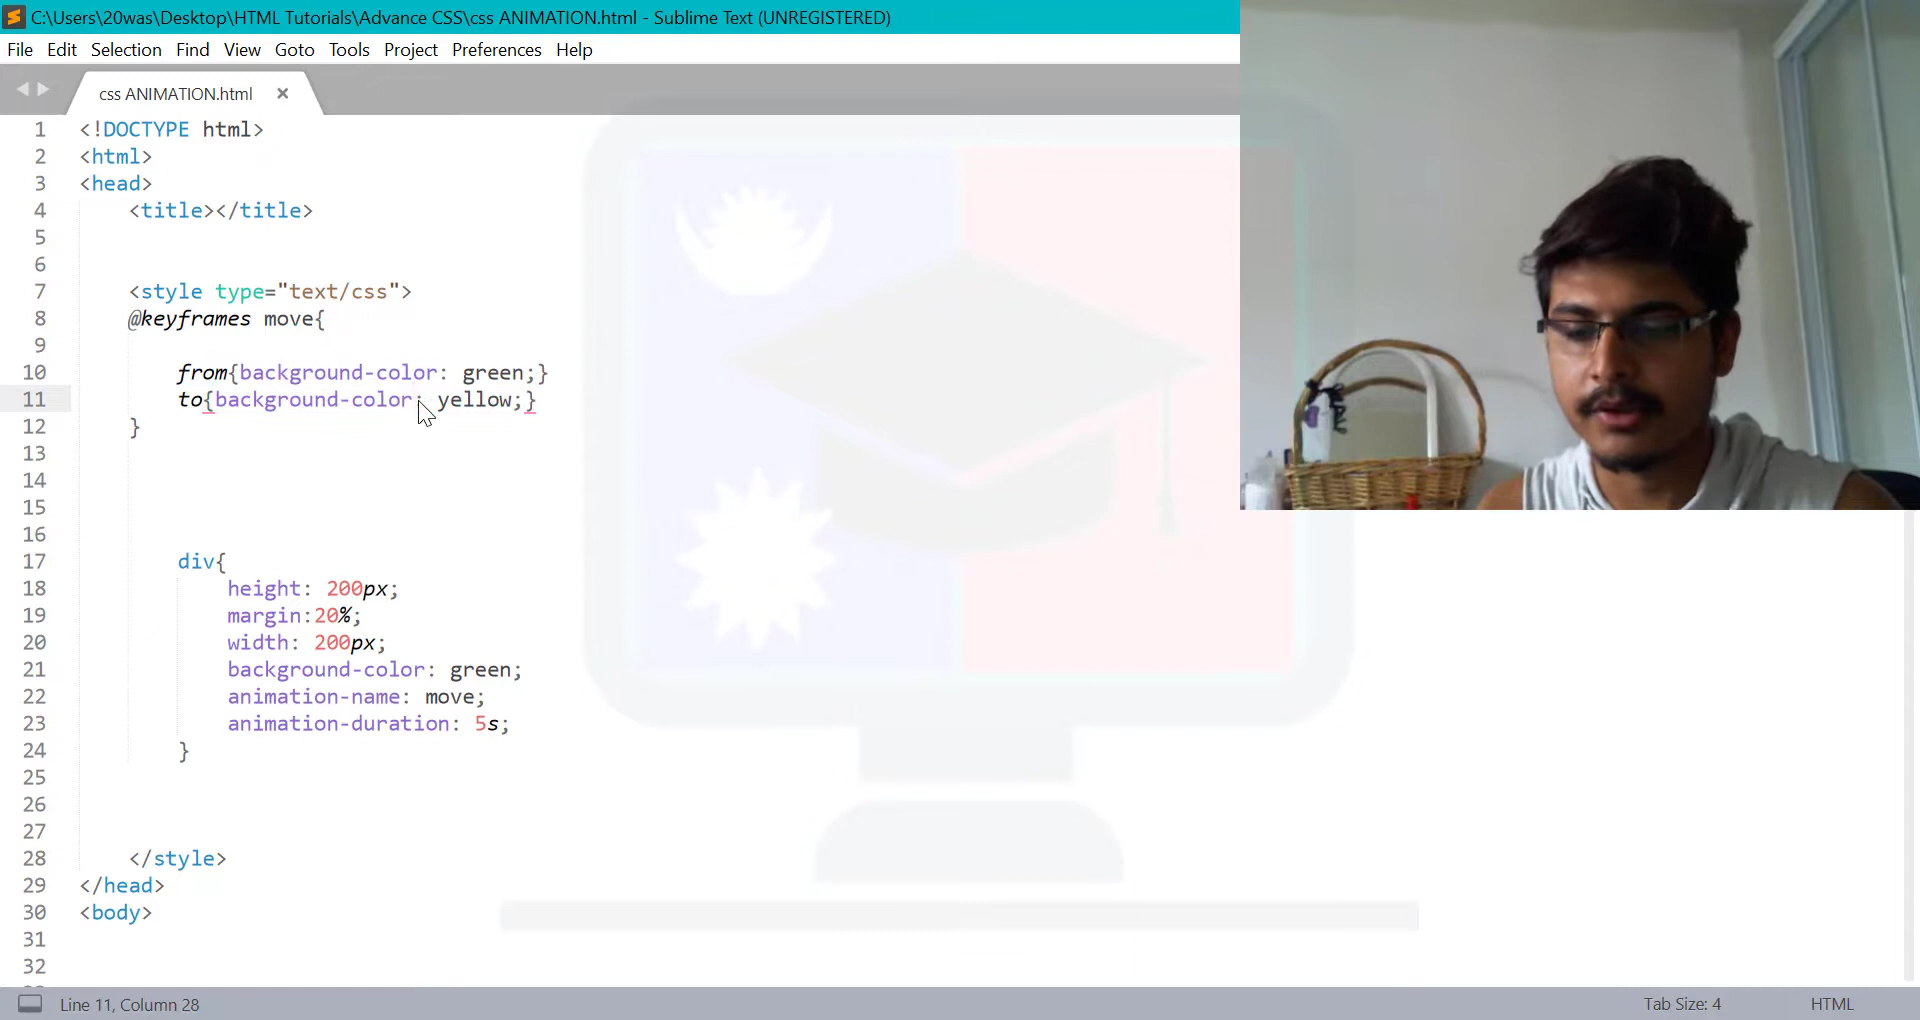 C:\Users\20was\Desktop\HTML Tutorials\Advance CSS\css ANIMATION.html - Sublime Text (UNREGISTERED)
File Edit Selection Find View Goto Tools Project Preferences Help
css ANIMATION.html ×
1 <!DOCTYPE html>
2 <html>
3 <head>
4 <title></title>
5
6
7 <style type="text/css">
8 @keyframes move{
9
10 from{background-color: green;}
11 to{background-color: yellow;}
12 }
13
14
15
16
17 div{
18 height: 200px;
19 margin:20%;
20 width: 200px;
21 background-color: green;
22 animation-name: move;
23 animation-duration: 5s;
24 }
25
26
27
28 </style>
29 </head>
30 <body>
31
32
Line 11, Column 28 Tab Size: 4 HTML